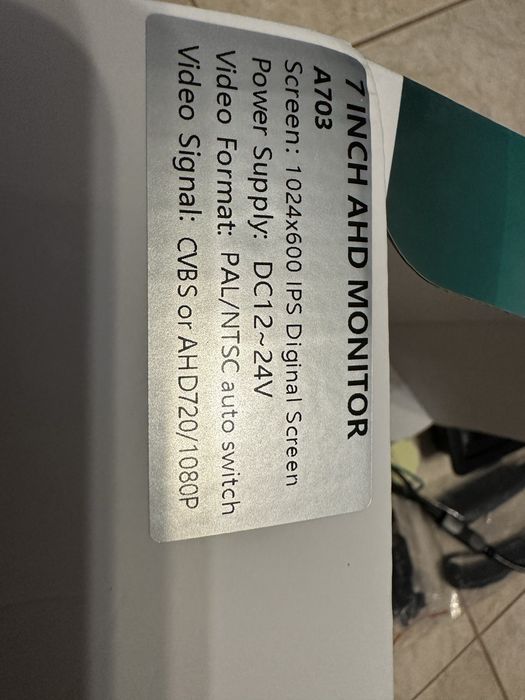 7 INCH AHD MONITOR
A703
Screen: 1024x600 IPS Diginal Screen
Power Supply: DC12~24V
Video Format: PAL/NTSC auto switch
Video Signal: CVBS or AHD720/1080P